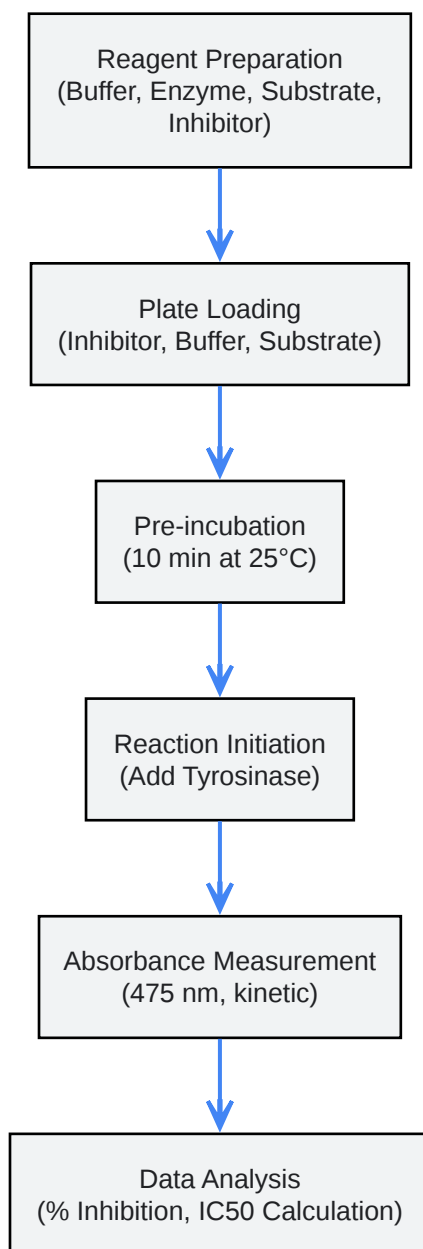 Reagent Preparation
(Buffer, Enzyme, Substrate,
Inhibitor)
Plate Loading
(Inhibitor, Buffer, Substrate)
Pre-incubation
(10 min at 25°C)
Reaction Initiation
(Add Tyrosinase)
Absorbance Measurement
(475 nm, kinetic)
Data Analysis
(% Inhibition, IC50 Calculation)